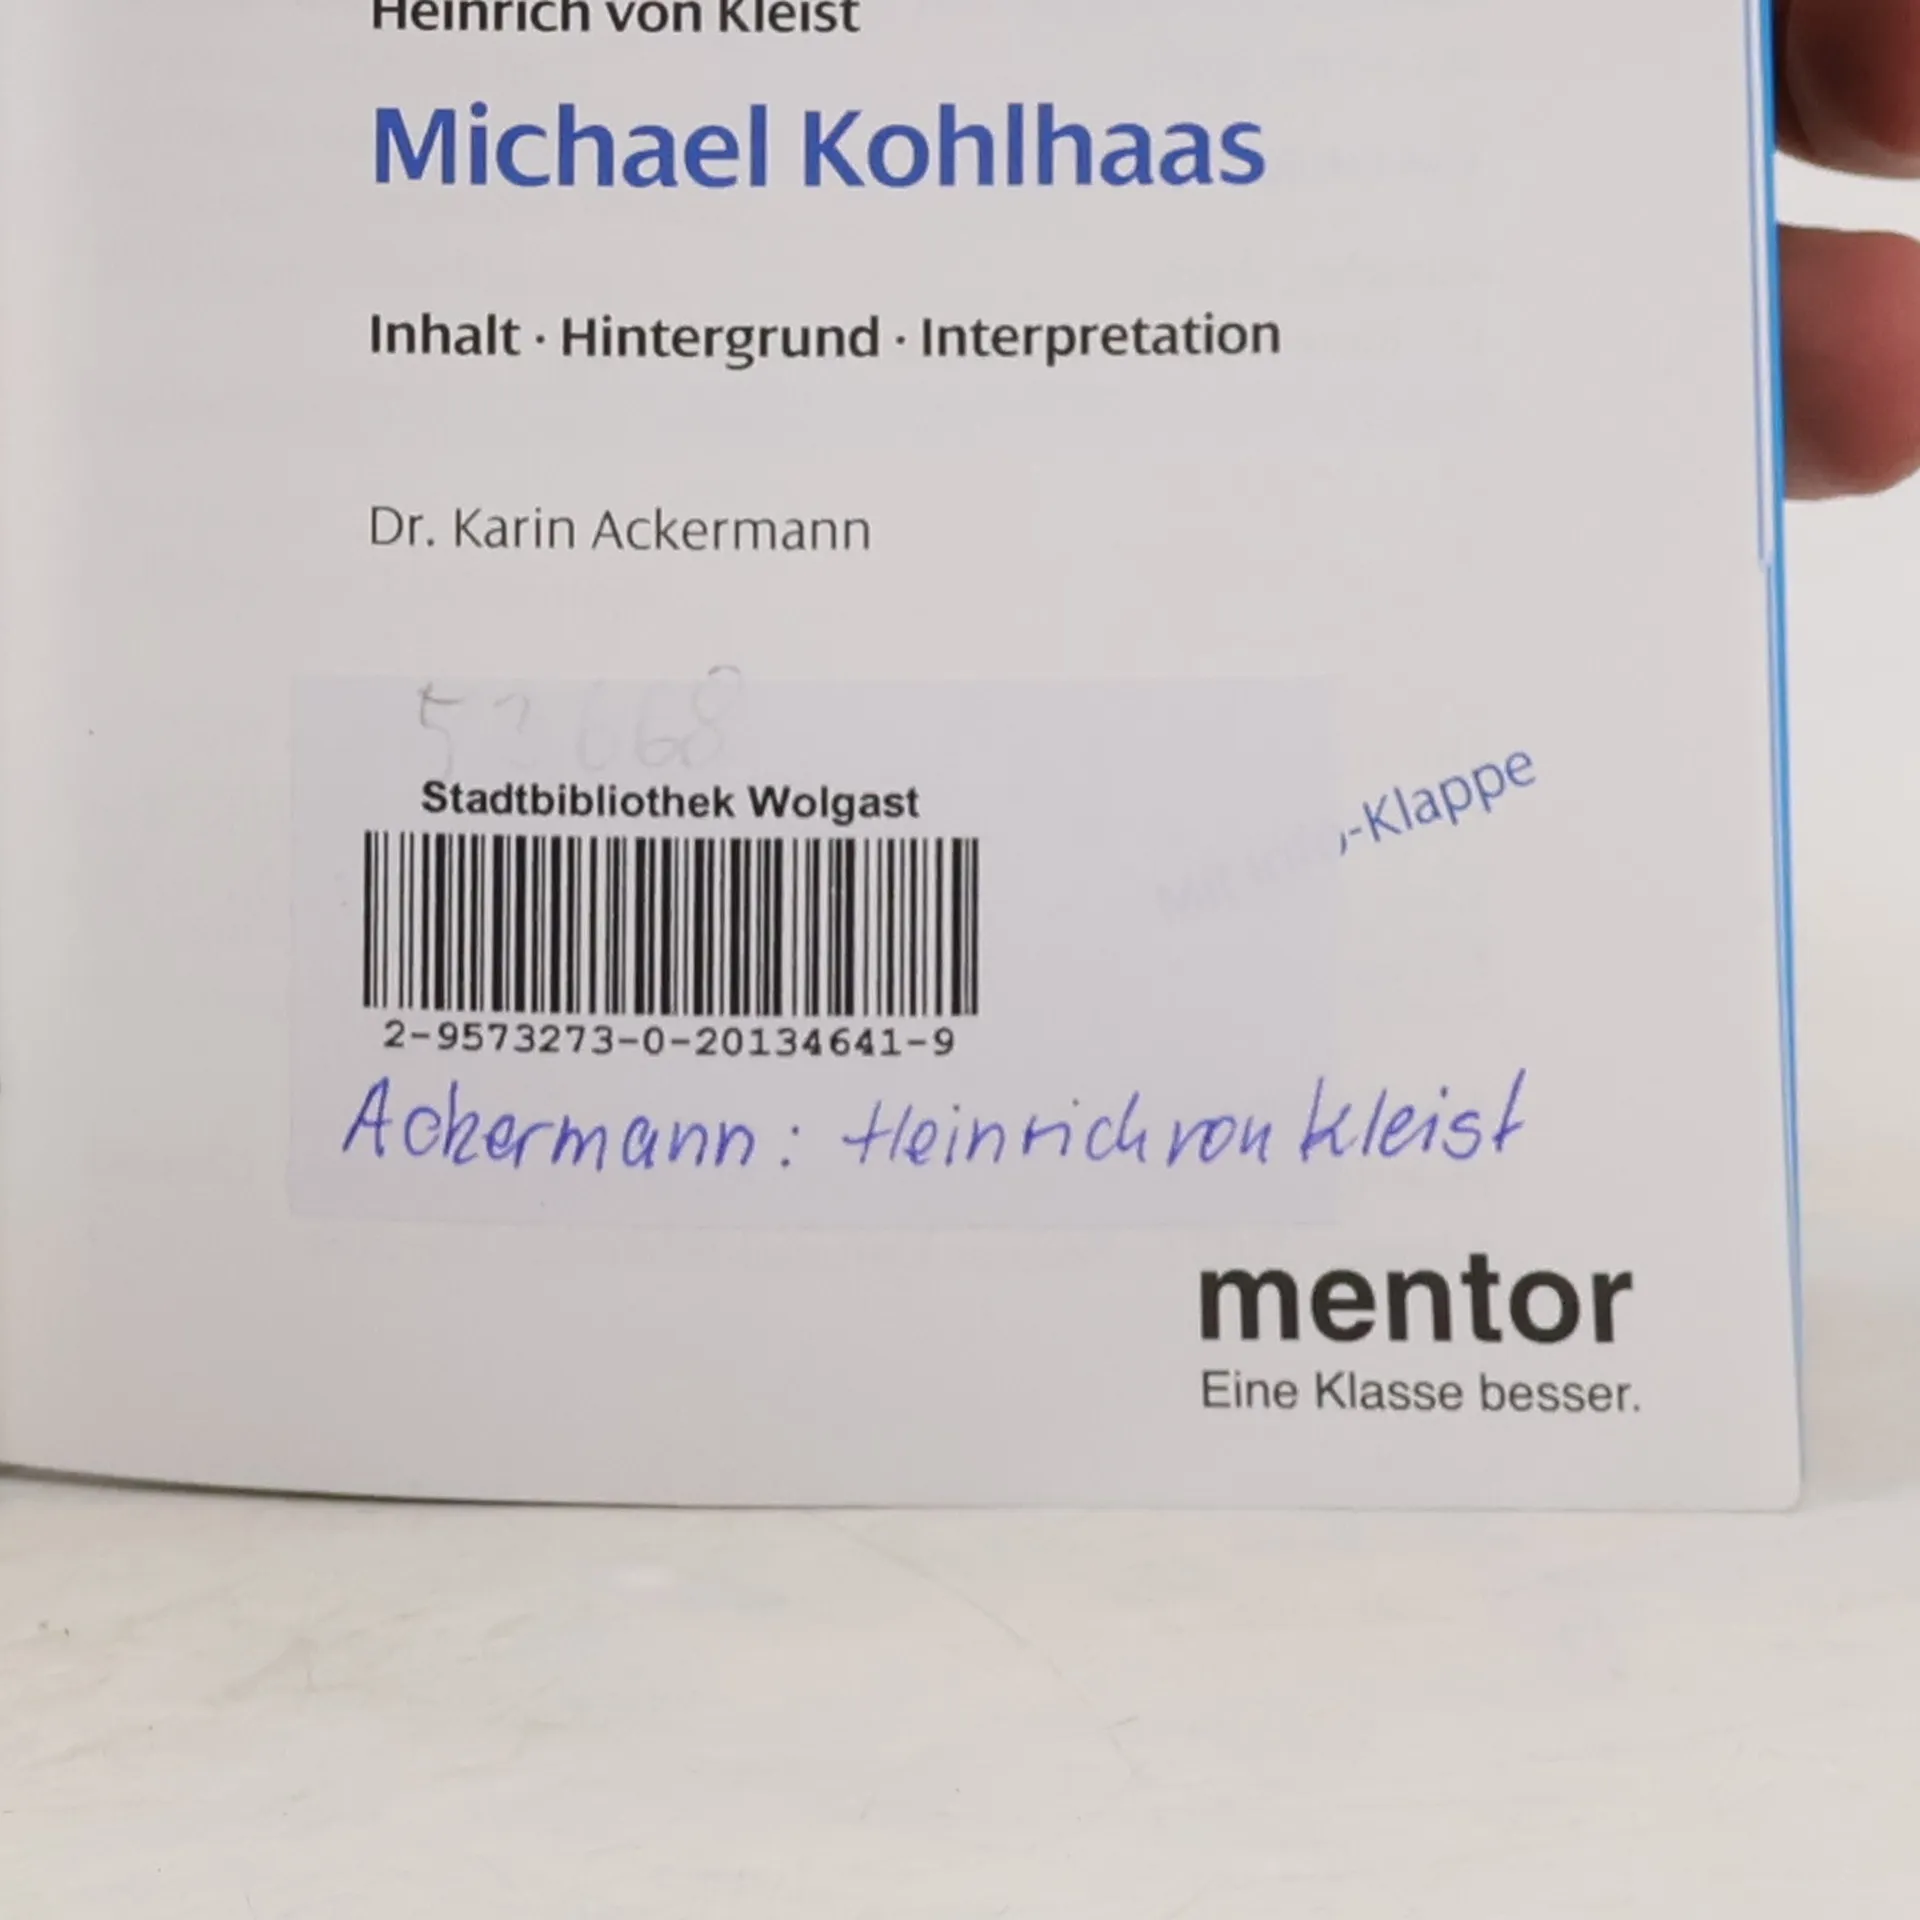 Heinrich von Kleist
Michael Kohlhaas
Inhalt · Hintergrund · Interpretation
Dr. Karin Ackermann
Stadtbibliothek Wolgast
-Klappe
2-9573273-0-20134641-9
Ackermann: Heinrich von Kleist
mentor
Eine Klasse besser.